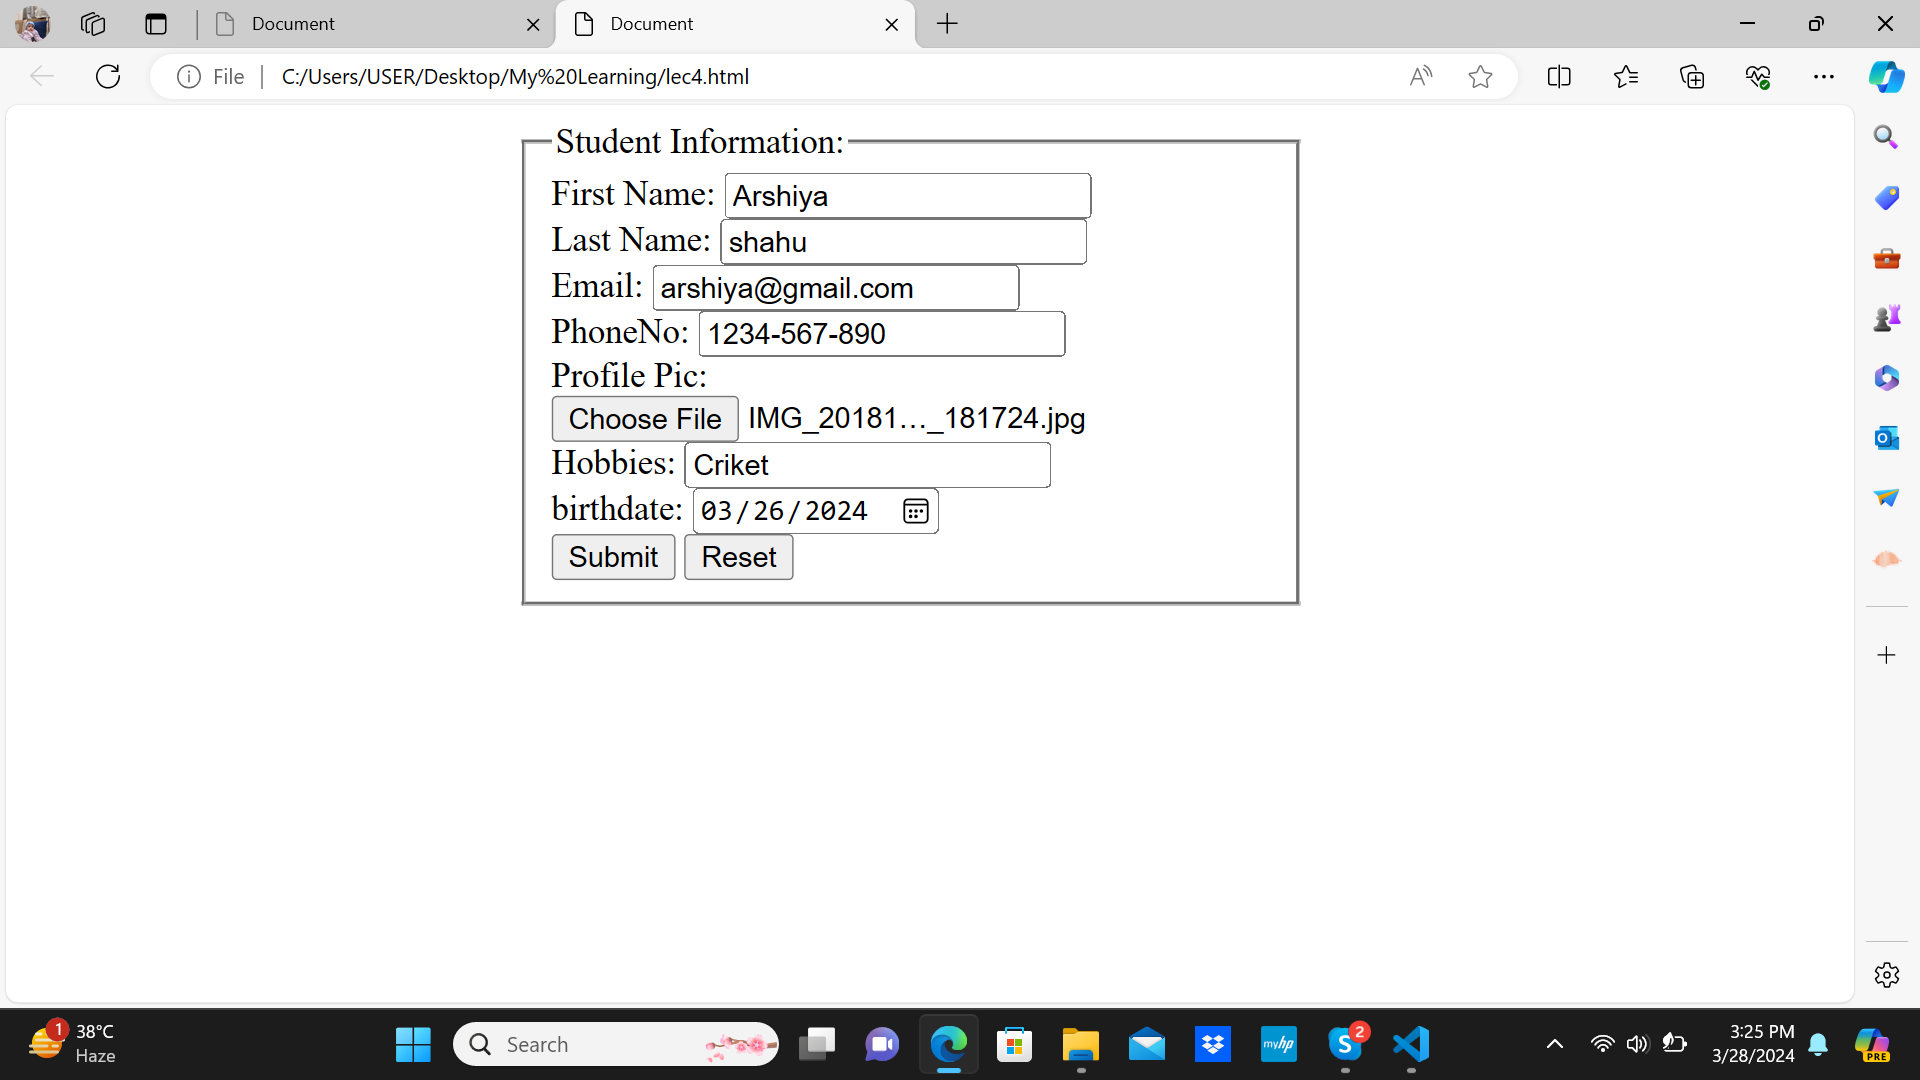 Document
Document
File
C:/Users/USER/Desktop/My%20Learning/lec4.html
Student Information:
First Name: Arshiya
Last Name: shahu
Email: arshiya@gmail.com
PhoneNo: 1234-567-890
Profile Pic:
Choose File IMG_20181..._181724.jpg
Hobbies: Criket
birthdate: 03/26/2024
Submit Reset
1
38°C
Haze
Search
myhp
2
3:25 PM
3/28/2024
PRE